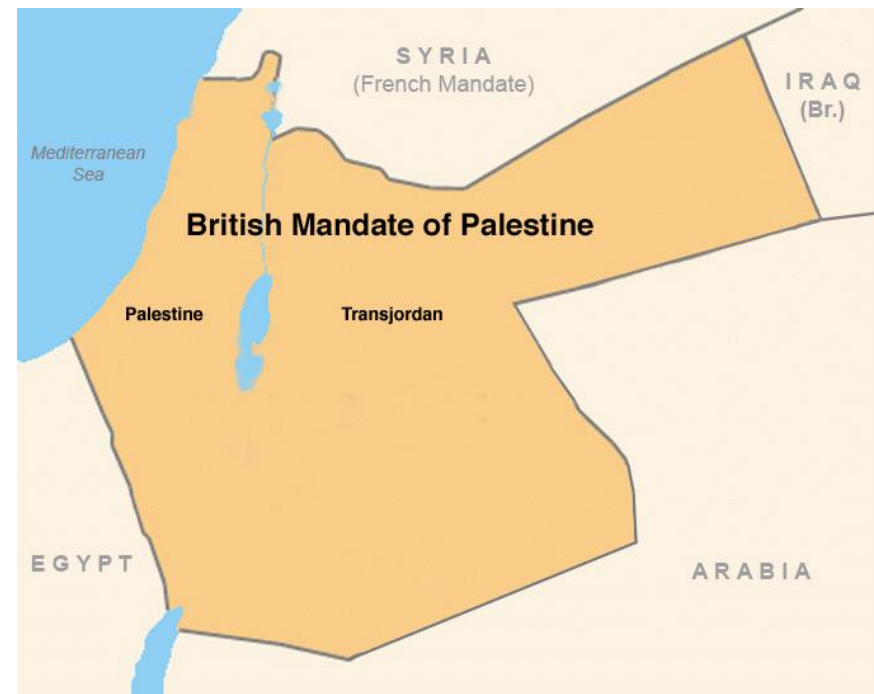 SYRIA
(French Mandate)
IRAQ
(Br.)
Mediterranean
Sea
British Mandate of Palestine
Palestine
Transjordan
EGYPT
ARABIA